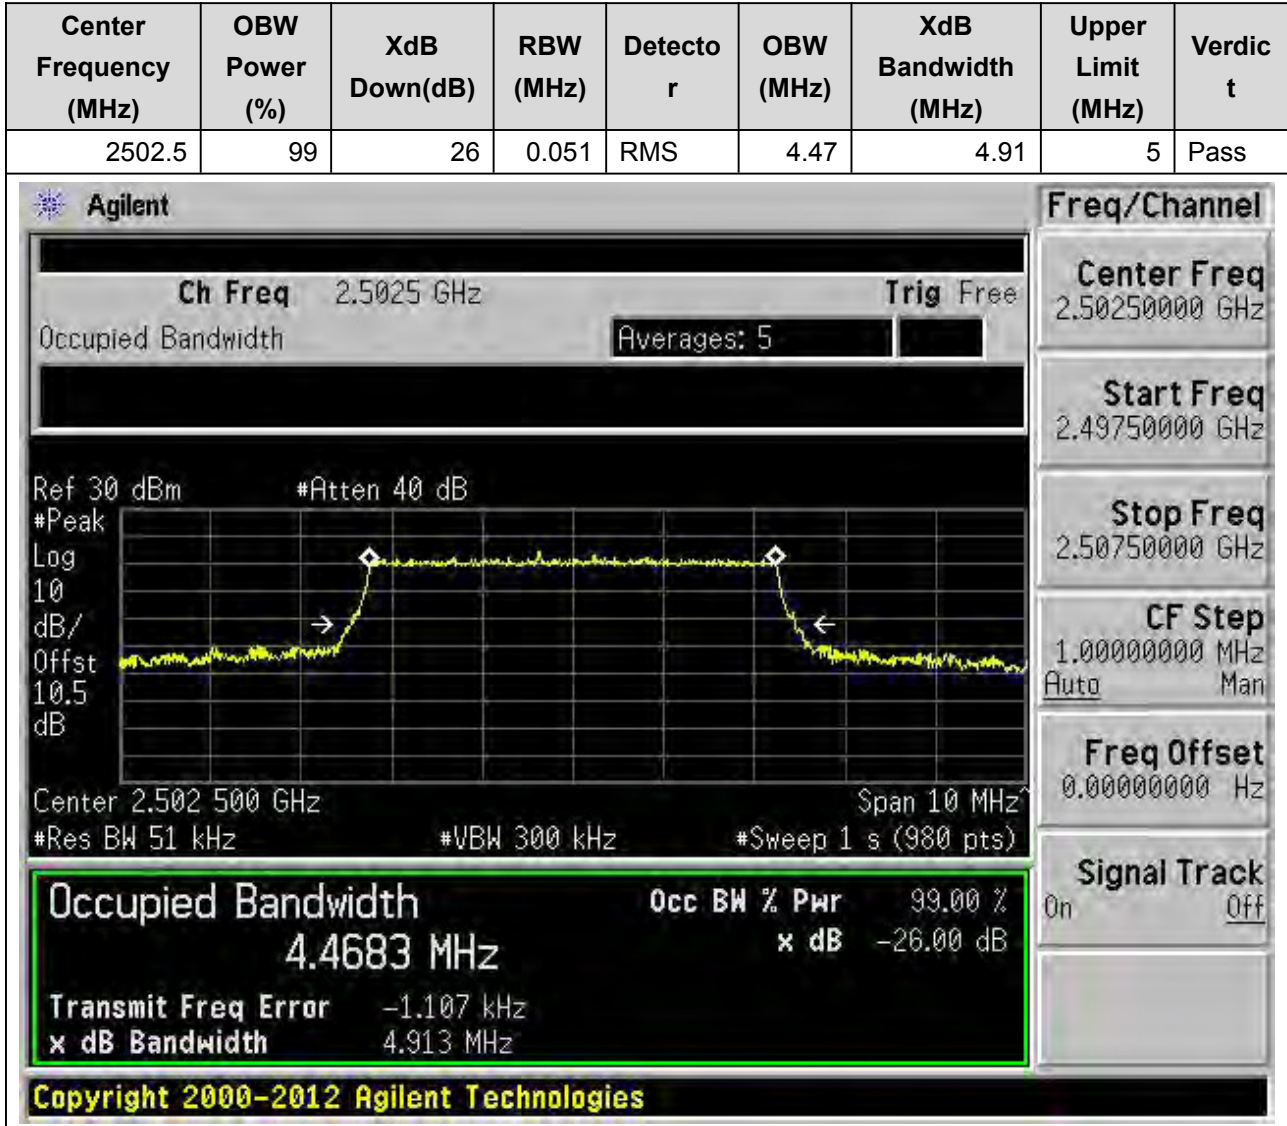 Center Frequency (MHz) OBW Power (%) XdB Down(dB) RBW (MHz) Detecto r OBW (MHz) XdB Bandwidth (MHz) Upper Limit (MHz) Verdic t
2502.5 99 26 0.051 RMS 4.47 4.91 5 Pass
Agilent
Freq/Channel
Ch Freq 2.5025 GHz Trig Free
Occupied Bandwidth Averages: 5
Center Freq
2.50250000 GHz
Start Freq
2.49750000 GHz
Stop Freq
2.50750000 GHz
CF Step
1.00000000 MHz
Auto Man
Freq Offset
0.00000000 Hz
Signal Track
On Off
Ref 30 dBm #Atten 40 dB
#Peak
Log
10
dB/
Offst
10.5
dB
Center 2.502 500 GHz Span 10 MHz^
#Res BW 51 kHz #VBW 300 kHz #Sweep 1 s (980 pts)
Occupied Bandwidth Occ BW % Pwr 99.00 %
4.4683 MHz x dB -26.00 dB
Transmit Freq Error -1.107 kHz
x dB Bandwidth 4.913 MHz
Copyright 2000-2012 Agilent Technologies